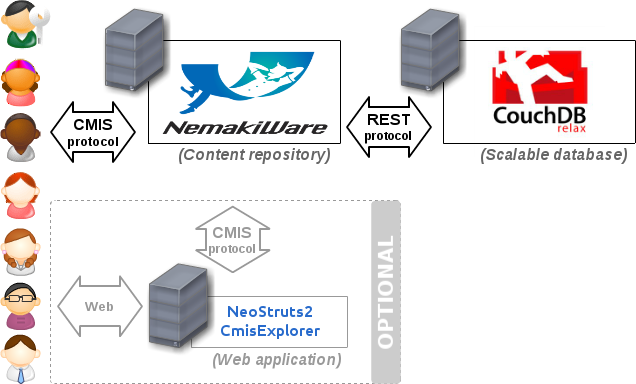 CMIS
protocol
NemakiWare
(Content repository)
REST
protocol
CouchDB
relax
(Scalable database)
CMIS
protocol
Web
NeoStruts2
CmisExplorer
(Web application)
OPTIONAL